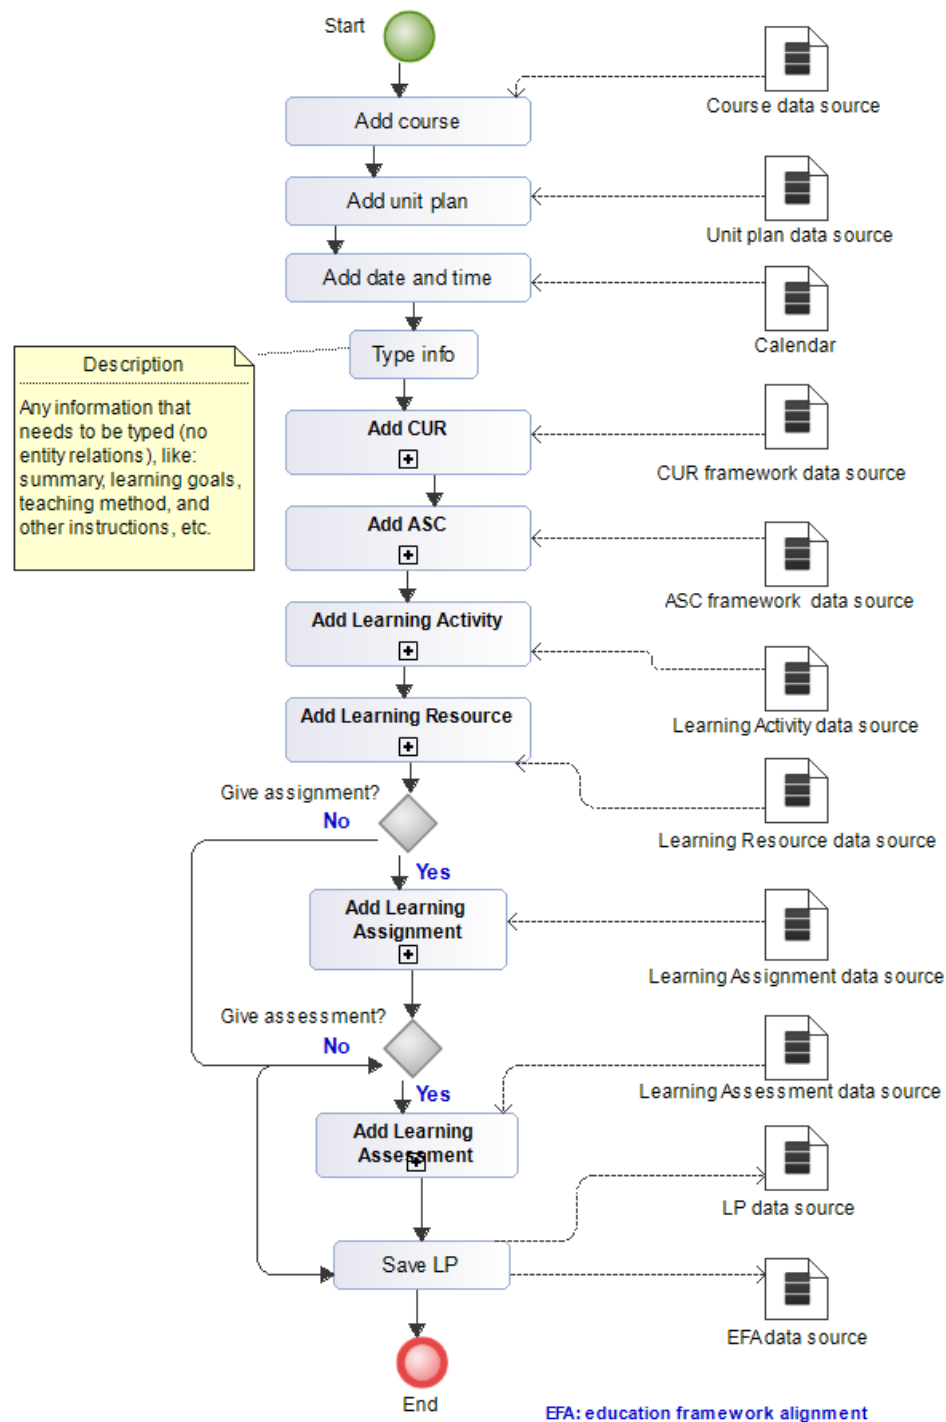 Start
Course data source
Add course
Add unit plan
Unit plan data source
Add date and time
Calendar
Type info
Description
Any information that
needs to be typed (no
entity relations), like:
summary, learning goals,
teaching method, and
other instructions, etc.
Add CUR
CUR framework data source
Add ASC
ASC framework data source
Add Learning Activity
Learning Activity data source
Add Learning Resource
Learning Resource data source
Give assignment?
No
Yes
Add Learning
Assignment
Learning Assignment data source
Give assessment?
No
Yes
Learning Assessment data source
Add Learning
Assessment
LP data source
Save LP
EFA data source
End
EFA: education framework alignment